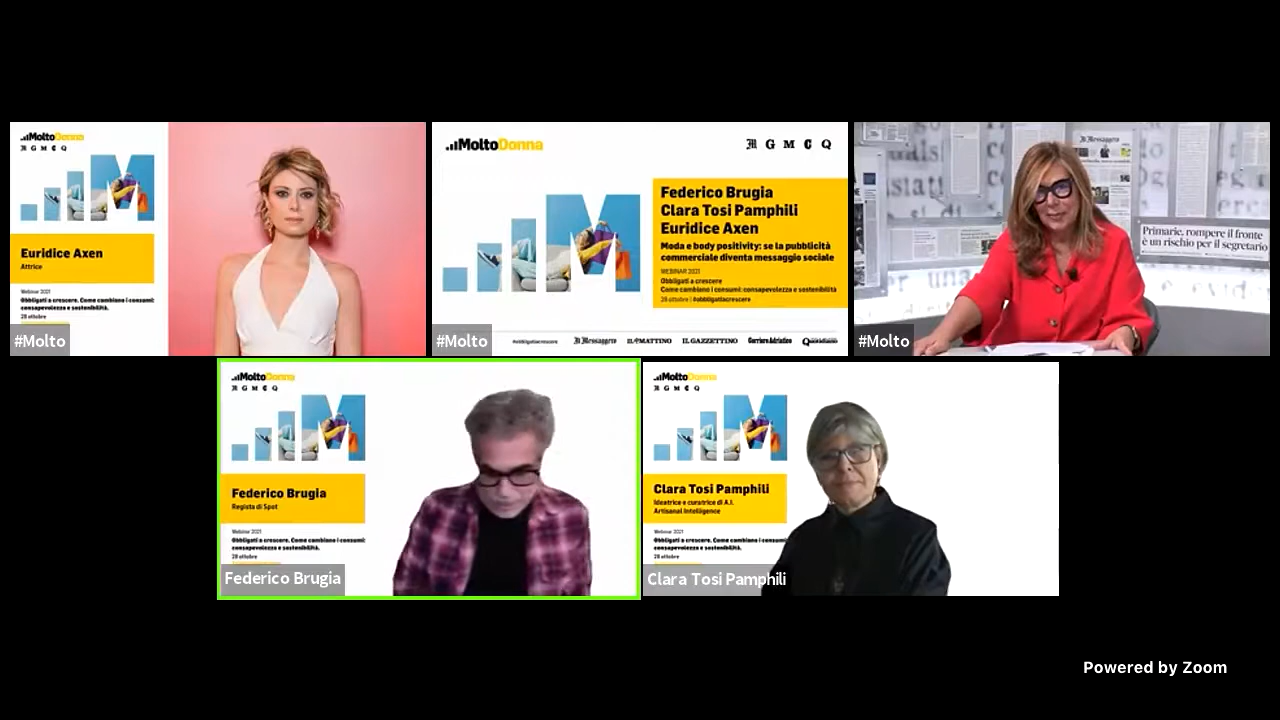 MoltoDonna
M G M C Q
Euridice Axen
Attrice
Webinar 2021
Obbligati a crescere. Come cambiano i consumi:
consapevolezza e sostenibilità.
28 ottobre
#Molto
MoltoDonna
M G M C Q
Federico Brugia
Clara Tosi Pamphili
Euridice Axen
Moda e body positivity: se la pubblicità
commerciale diventa messaggio sociale
WEBINAR 2021
Obbligati a crescere
Come cambiano i consumi: consapevolezza e sostenibilità
28 ottobre | #obbligatiacrescere
#obbligatiacrescere
Il Messaggero
IL MATTINO
IL GAZZETTINO
Corriere Adriatico
Quotidiano
#Molto
Il Messaggero
Primarie, rompere il fronte
è un rischio per il segretario
#Molto
MoltoDonna
M G M C Q
Federico Brugia
Regista di Spot
Webinar 2021
Obbligati a crescere. Come cambiano i consumi:
consapevolezza e sostenibilità.
28 ottobre
Federico Brugia
MoltoDonna
M G M C Q
Clara Tosi Pamphili
Ideatrice e curatrice di A.I.
Artisanal Intelligence
Webinar 2021
Obbligati a crescere. Come cambiano i consumi:
consapevolezza e sostenibilità.
28 ottobre
Clara Tosi Pamphili
Powered by Zoom